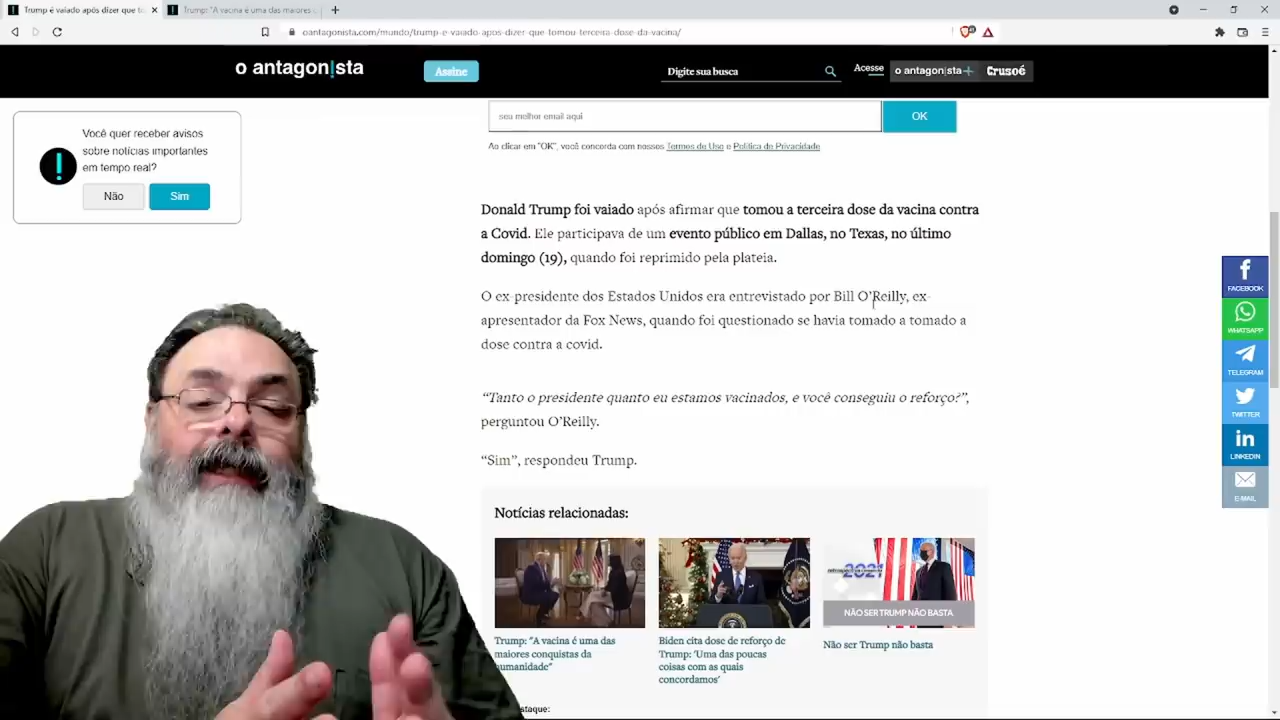 Trump é vaiado após dizer que to
Trump: "A vacina é uma das maiores
oantagonista.com/mundo/trump-e-vaiado-apos-dizer-que-tomou-terceira-dose-da-vacina/
o antagon!sta
Assine
Digite sua busca
Acesse
o antagon|sta+
Crusoé
Você quer receber avisos
sobre notícias importantes
em tempo real?
Não
Sim
seu melhor email aqui
OK
Ao clicar em "OK", você concorda com nossos Termos de Uso e Política de Privacidade
Donald Trump foi vaiado após afirmar que tomou a terceira dose da vacina contra
a Covid. Ele participava de um evento público em Dallas, no Texas, no último
domingo (19), quando foi reprimido pela plateia.
O ex-presidente dos Estados Unidos era entrevistado por Bill O’Reilly, ex-
apresentador da Fox News, quando foi questionado se havia tomado a tomado a
dose contra a covid.
“Tanto o presidente quanto eu estamos vacinados, e você conseguiu o reforço?”,
perguntou O’Reilly.
“Sim”, respondeu Trump.
Notícias relacionadas:
2021
NÃO SER TRUMP NÃO BASTA
Trump: "A vacina é uma das
maiores conquistas da
umanidade"
Biden cita dose de reforço de
Trump: 'Uma das poucas
coisas com as quais
concordamos'
Não ser Trump não basta
staque:
FACEBOOK
WHATSAPP
TELEGRAM
TWITTER
LINKEDIN
E-MAIL